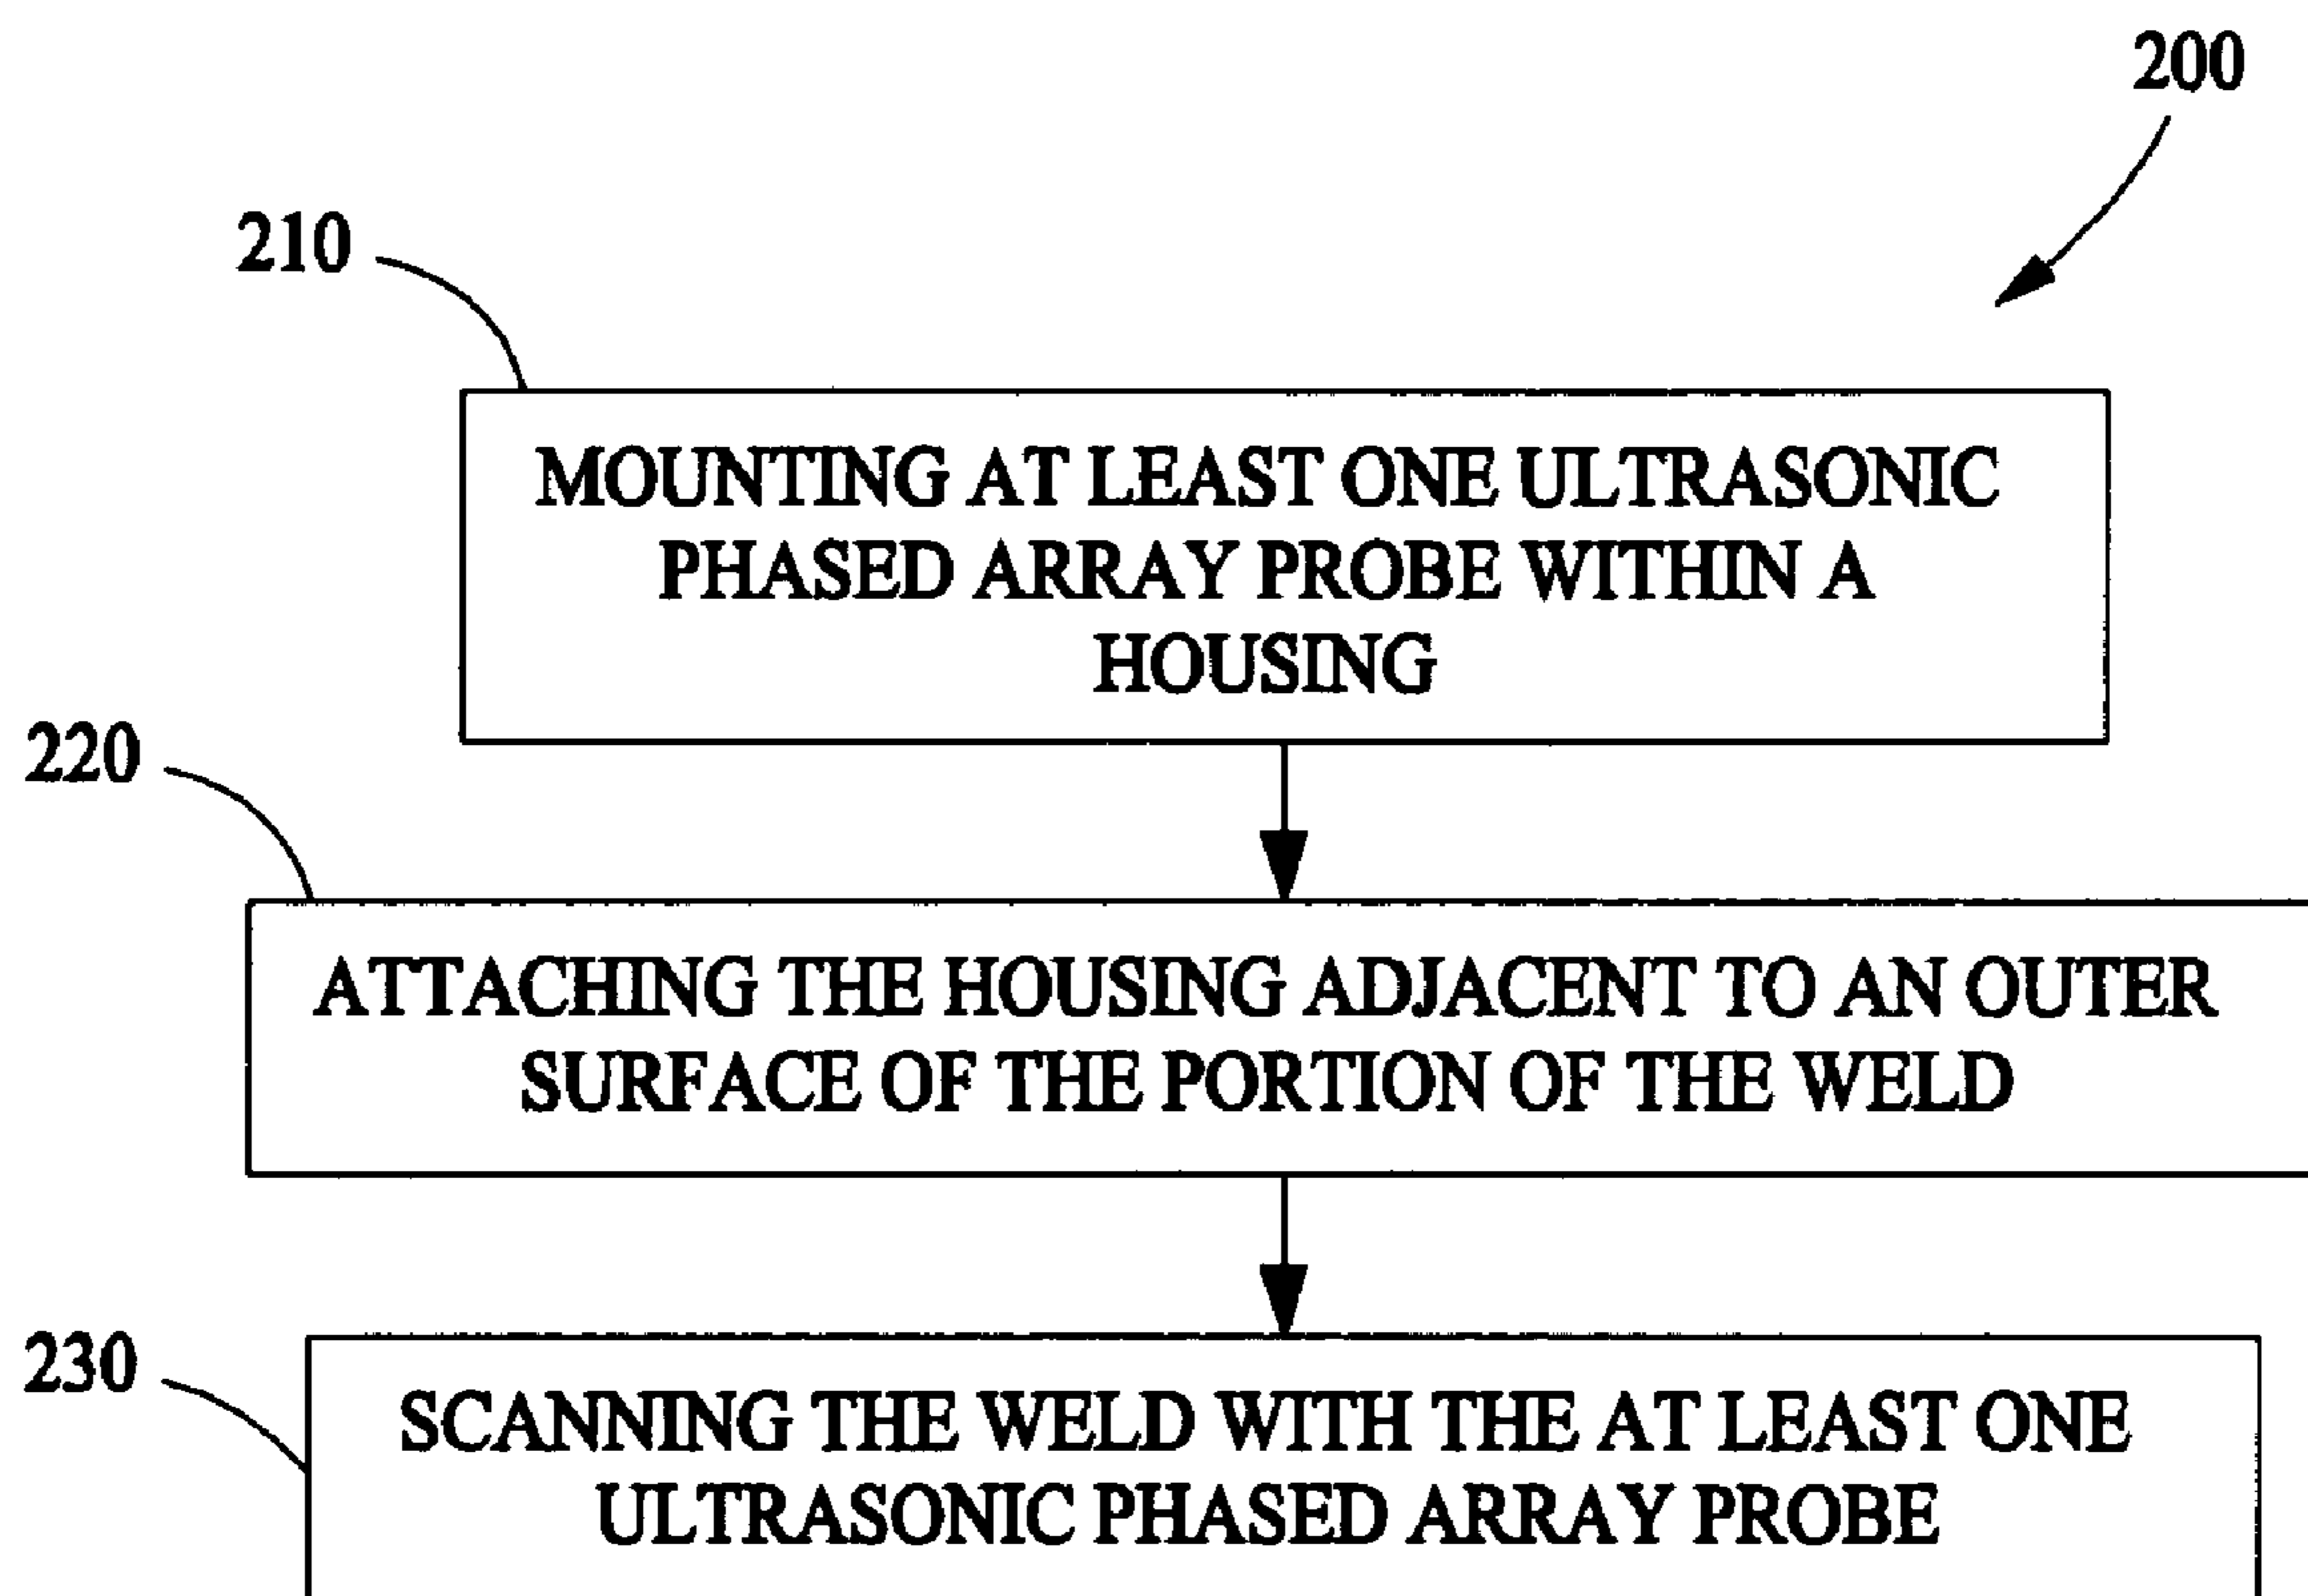 200
210
MOUNTING AT LEAST ONE ULTRASONIC
PHASED ARRAY PROBE WITHIN A
HOUSING
220
ATTACHING THE HOUSING ADJACENT TO AN OUTER
SURFACE OF THE PORTION OF THE WELD
230
SCANNING THE WELD WITH THE AT LEAST ONE
ULTRASONIC PHASED ARRAY PROBE